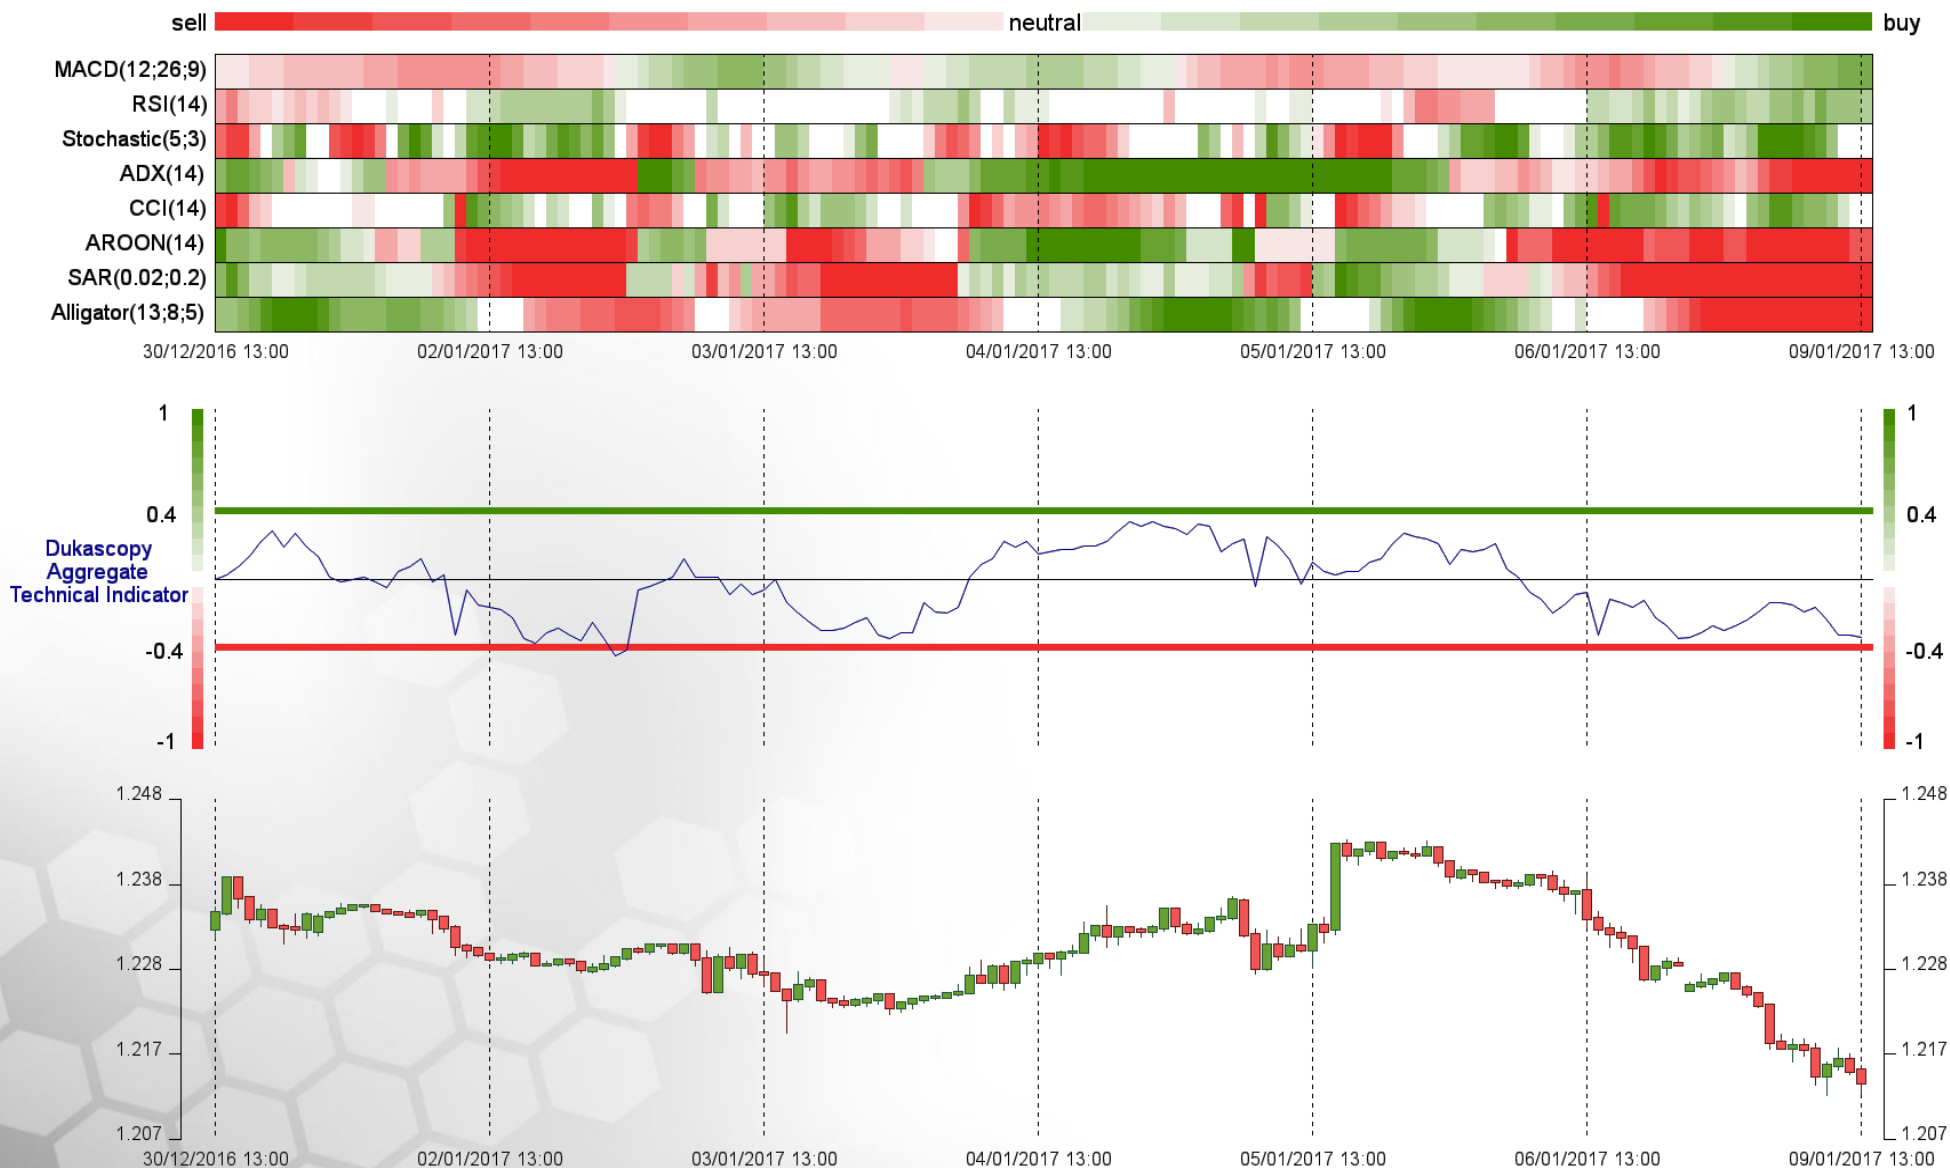 sell neutral buy
MACD(12;26;9)
RSI(14)
Stochastic(5;3)
ADX(14)
CCI(14)
AROON(14)
SAR(0.02;0.2)
Alligator(13;8;5)
30/12/2016 13:00 02/01/2017 13:00 03/01/2017 13:00 04/01/2017 13:00 05/01/2017 13:00 06/01/2017 13:00 09/01/2017 13:00
1 1
0.4 0.4
Dukascopy
Aggregate
Technical Indicator
-0.4 -0.4
-1 -1
1.248 1.248
1.238 1.238
1.228 1.228
1.217 1.217
1.207 1.207
30/12/2016 13:00 02/01/2017 13:00 03/01/2017 13:00 04/01/2017 13:00 05/01/2017 13:00 06/01/2017 13:00 09/01/2017 13:00